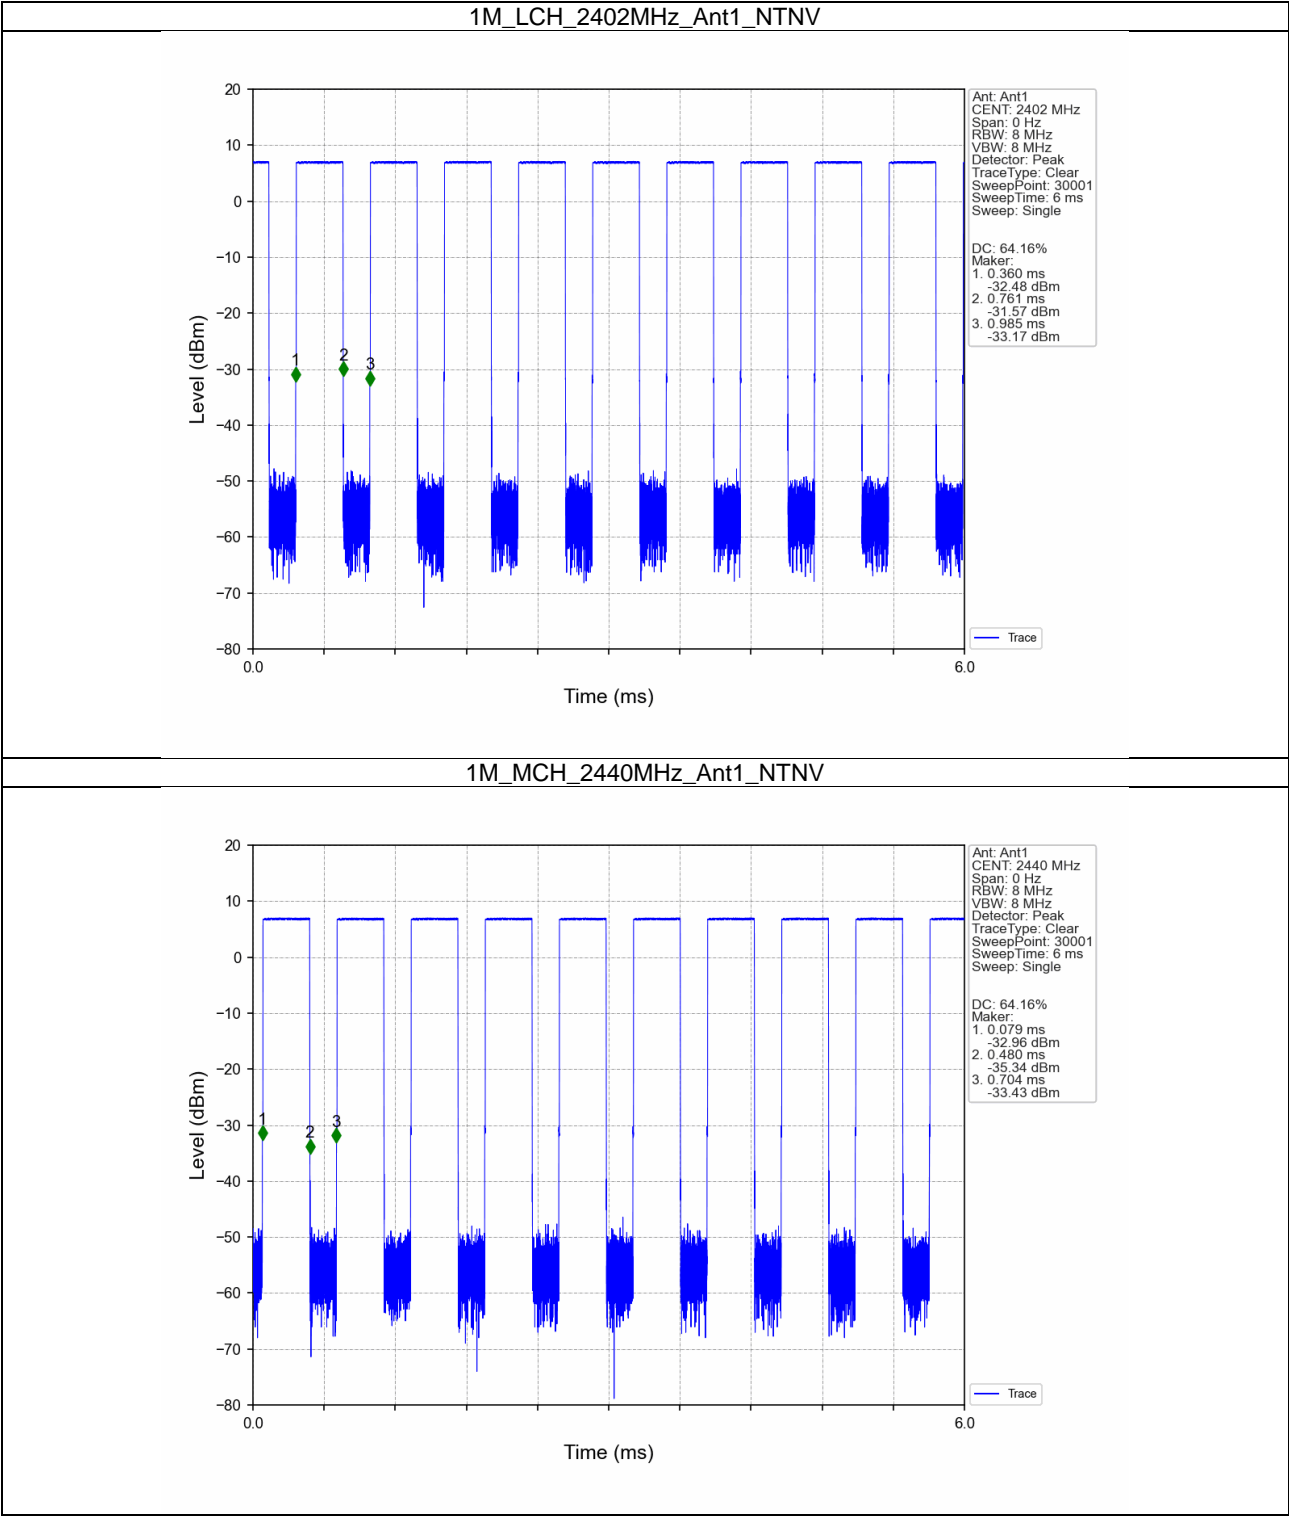 1M_LCH_2402MHz_Ant1_NTNV
20
10
0
−10
−20
−30
−40
−50
−60
−70
−80
Level (dBm)
1
2
3
0.0
6.0
Time (ms)
Ant: Ant1
CENT: 2402 MHz
Span: 0 Hz
RBW: 8 MHz
VBW: 8 MHz
Detector: Peak
TraceType: Clear
SweepPoint: 30001
SweepTime: 6 ms
Sweep: Single
DC: 64.16%
Maker:
1. 0.360 ms
-32.48 dBm
2. 0.761 ms
-31.57 dBm
3. 0.985 ms
-33.17 dBm
Trace
1M_MCH_2440MHz_Ant1_NTNV
20
10
0
−10
−20
−30
−40
−50
−60
−70
−80
Level (dBm)
1
2
3
0.0
6.0
Time (ms)
Ant: Ant1
CENT: 2440 MHz
Span: 0 Hz
RBW: 8 MHz
VBW: 8 MHz
Detector: Peak
TraceType: Clear
SweepPoint: 30001
SweepTime: 6 ms
Sweep: Single
DC: 64.16%
Maker:
1. 0.079 ms
-32.96 dBm
2. 0.480 ms
-35.34 dBm
3. 0.704 ms
-33.43 dBm
Trace